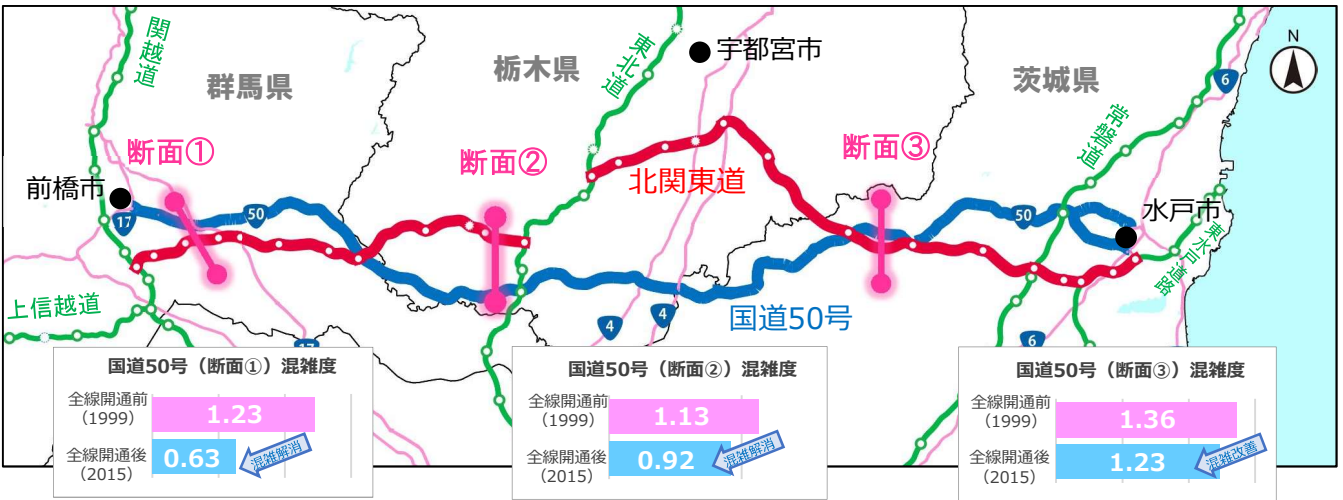 関越道
群馬県
栃木県
東北道
宇都宮市
茨城県
常磐道
6
N
断面①
断面②
断面③
前橋市
17
50
北関東道
50
水戸市
東水戸道路
上信越道
国道50号
4
4
6
17
国道50号（断面①）混雑度
全線開通前
（1999）
1.23
全線開通後
（2015）
0.63
混雑解消
国道50号（断面②）混雑度
全線開通前
（1999）
1.13
全線開通後
（2015）
0.92
混雑解消
国道50号（断面③）混雑度
全線開通前
（1999）
1.36
全線開通後
（2015）
1.23
混雑改善